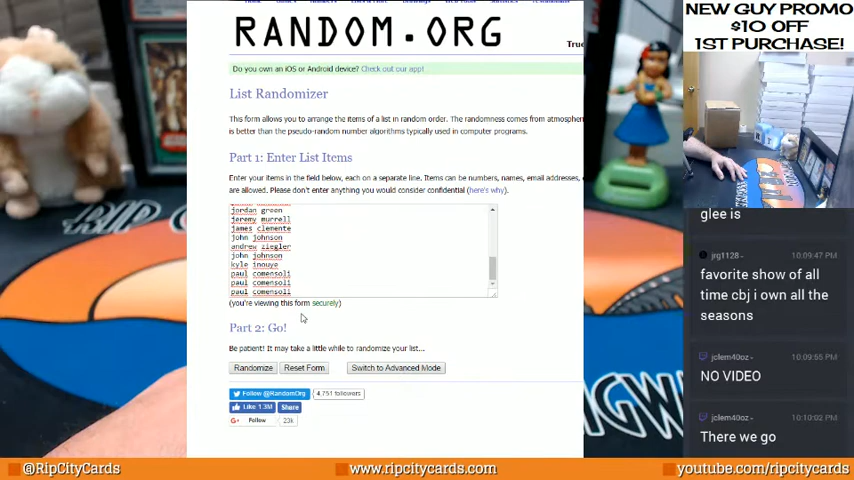 RANDOM.ORG
True
Do you own an iOS or Android device? Check out our app!
List Randomizer
This form allows you to arrange the items of a list in random order. The randomness comes from atmospher
is better than the pseudo-random number algorithms typically used in computer programs.
Part 1: Enter List Items
Enter your items in the field below, each on a separate line. Items can be numbers, names, email addresses,
are allowed. Please don't enter anything you would consider confidential (here's why).
jordan green
jeremy murrell
james clemente
john johnson
andrew ziegler
john johnson
kyle inouye
paul comensoli
paul comensoli
paul comensoli
(you're viewing this form securely)
Part 2: Go!
Be patient! It may take a little while to randomize your list...
Randomize
Reset Form
Switch to Advanced Mode
Follow @RandomOrg
4,751 followers
Like 1.3M
Share
Follow
23k
NEW GUY PROMO
$10 OFF
1ST PURCHASE!
glee is
jrg1128 -
10:09:47 PM
favorite show of all
time cbj i own all the
seasons
jclem40oz -
10:09:55 PM
NO VIDEO
jclem40oz -
10:10:02 PM
There we go
@RipCityCards
www.ripcitycards.com
youtube.com/ripcitycards